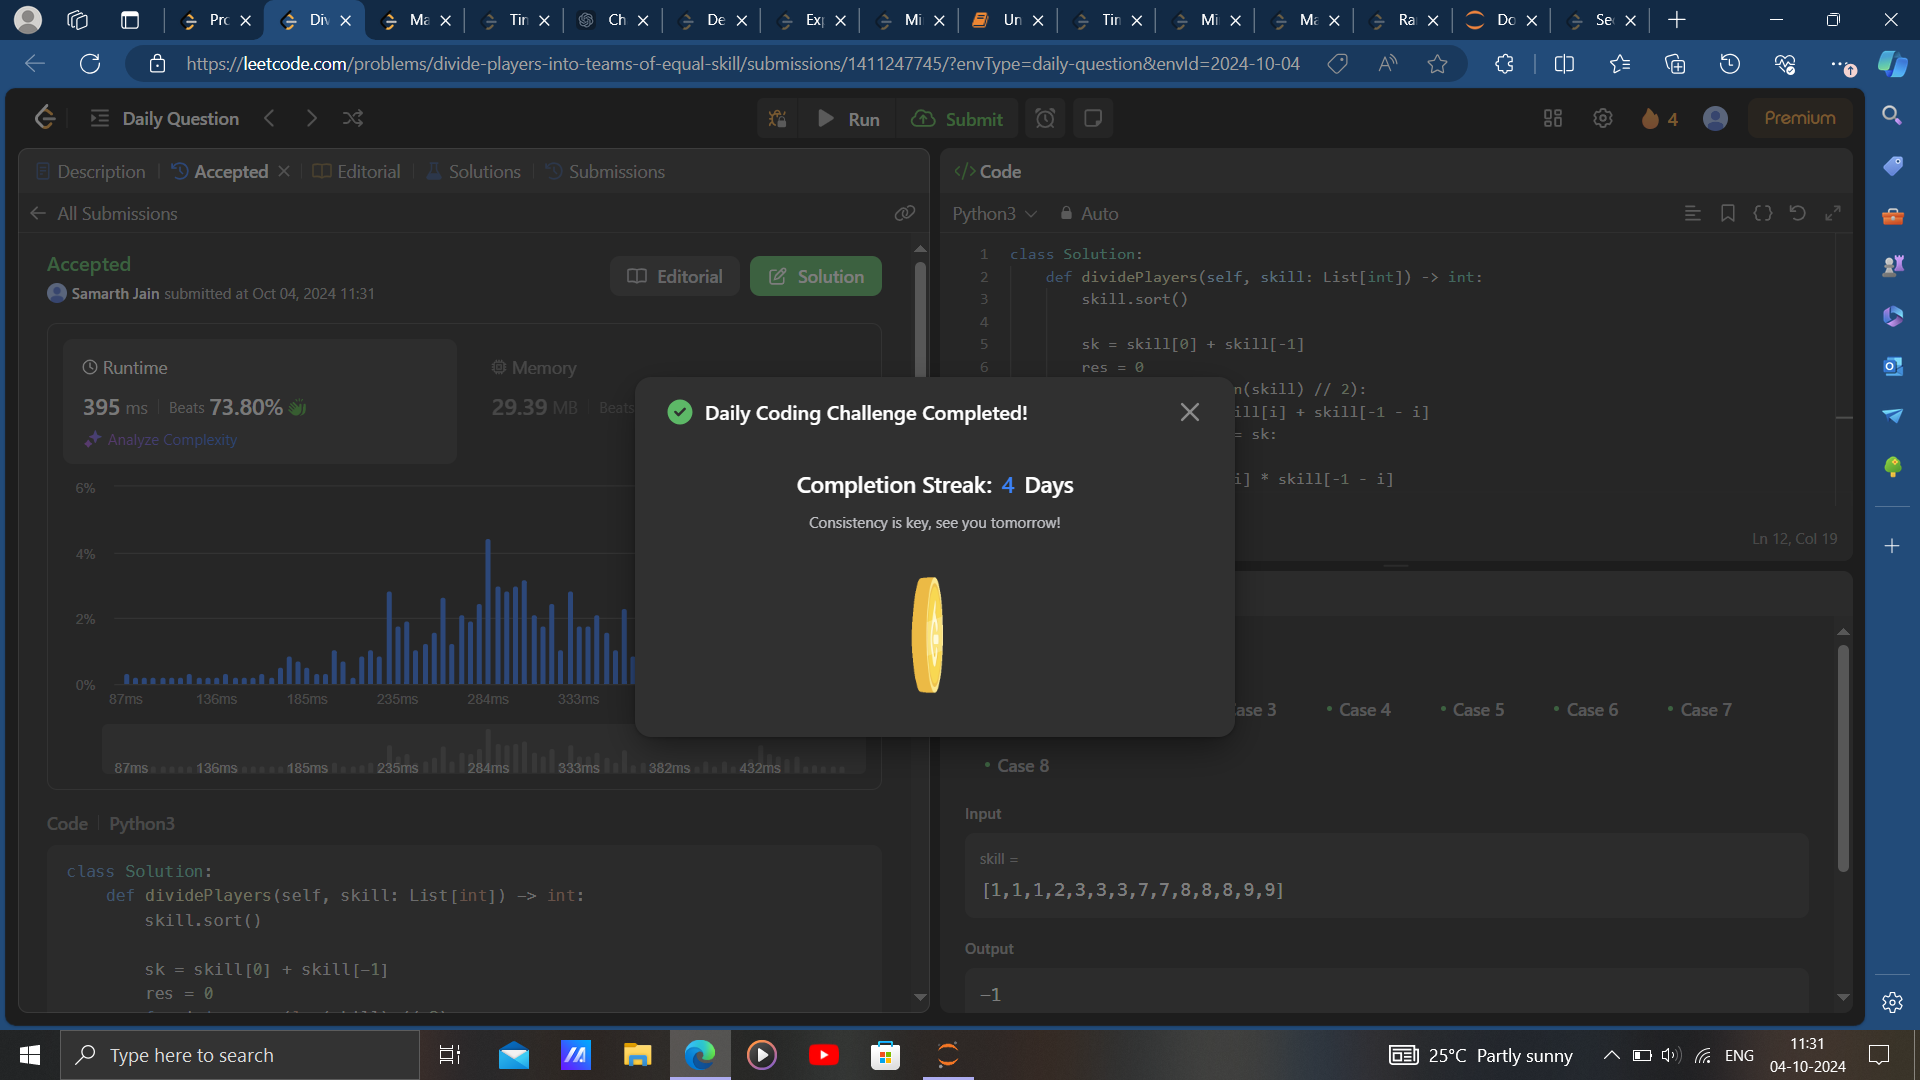 Pro
Div
Ma
Tin
Ch
De
Exp
Mi
Un
Tin
Mi
Ma
Ra
Do
Se
https://leetcode.com/problems/divide-players-into-teams-of-equal-skill/submissions/1411247745/?envType=daily-question&envId=2024-10-04
Daily Question
Run
Submit
4
Premium
Description
Accepted
Editorial
Solutions
Submissions
All Submissions
Accepted
Editorial
Solution
Samarth Jain submitted at Oct 04, 2024 11:31
Runtime
395 ms
Beats 73.80%
Analyze Complexity
Memory
29.39 MB
Beats
6%
4%
2%
0%
87ms 136ms 185ms 235ms 284ms 333ms
87ms 136ms 185ms 235ms 284ms 333ms 382ms 432ms
Code Python3
class Solution:
def dividePlayers(self, skill: List[int]) -> int:
skill.sort()
sk = skill[0] + skill[-1]
res = 0
Daily Coding Challenge Completed!
Completion Streak: 4 Days
Consistency is key, see you tomorrow!
</> Code
Python3
Auto
1 class Solution:
2 def dividePlayers(self, skill: List[int]) -> int:
3 skill.sort()
4
5 sk = skill[0] + skill[-1]
6 res = 0
n(skill) // 2):
ill[i] + skill[-1 - i]
= sk:
i] * skill[-1 - i]
Ln 12, Col 19
ase 3
Case 4
Case 5
Case 6
Case 7
Case 8
Input
skill =
[1,1,1,2,3,3,3,7,7,8,8,8,9,9]
Output
-1
Type here to search
25°C Partly sunny
ENG
11:31
04-10-2024